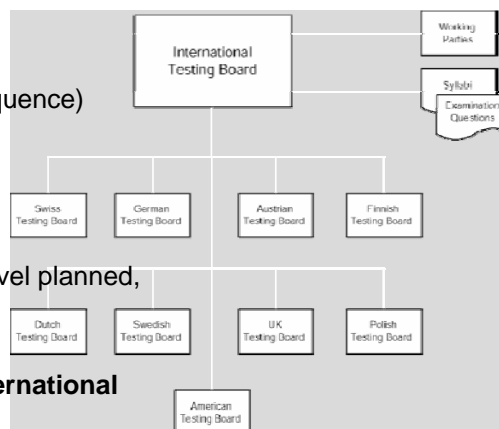 International
Testing Board
Working
Parties
Syllabi
Examination
Questions
quence)
Swiss
Testing Board
German
Testing Board
Austrian
Testing Board
Finnish
Testing Board
vel planned,
Dutch
Testing Board
Swedish
Testing Board
UK
Testing Board
Polish
Testing Board
ernational
American
Testing Board